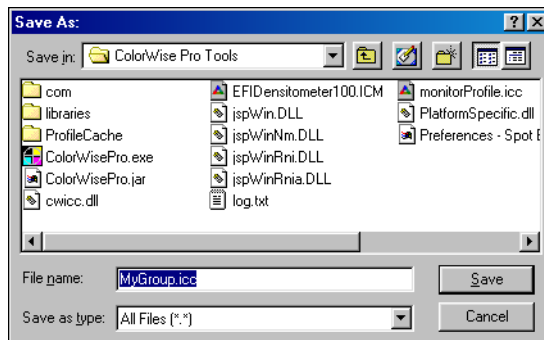 Save As:
Save in: ColorWise Pro Tools
com
libraries
ProfileCache
ColorWisePro.exe
ColorWisePro.jar
cwicc.dll
EFIDensitometer100.ICM
jspWin.DLL
jspWinNm.DLL
jspWinRni.DLL
jspWinRnia.DLL
log.txt
monitorProfile.icc
PlatformSpecific.dll
Preferences - Spot E
File name: MyGroup.icc
Save
Save as type: All Files (*.*)
Cancel